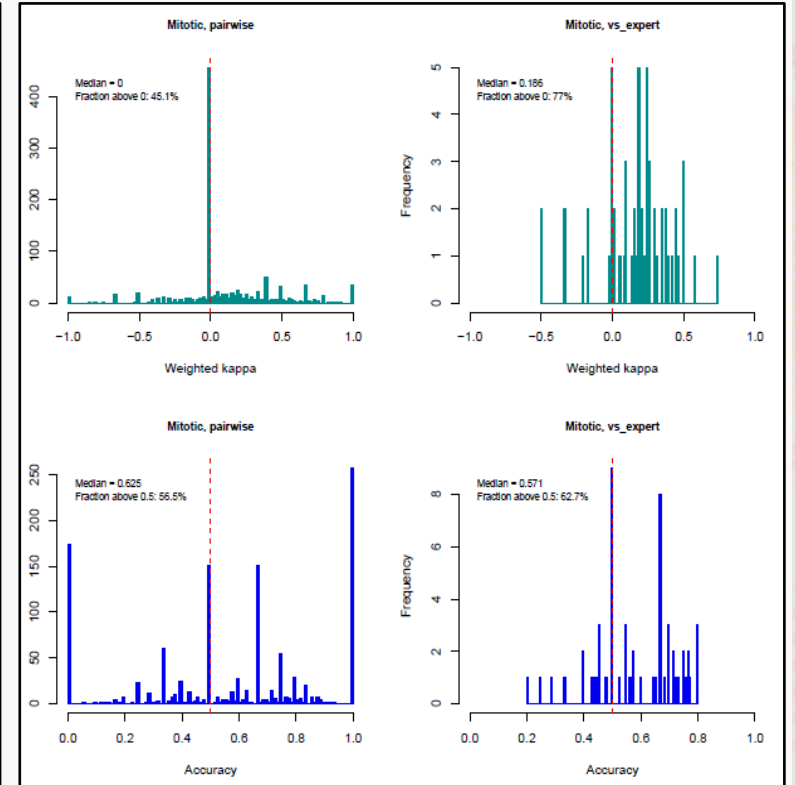 Mitotic, pairwise
Median = 0
Fraction above 0: 45.1%
0 100 200 300 400
−1.0 −0.5 0.0 0.5 1.0
Weighted kappa
Mitotic, vs_expert
Median = 0.186
Fraction above 0: 77%
Frequency
0 1 2 3 4 5
−1.0 −0.5 0.0 0.5 1.0
Weighted kappa
Mitotic, pairwise
Median = 0.625
Fraction above 0.5: 56.5%
0 50 100 150 200 250
0.0 0.2 0.4 0.6 0.8 1.0
Accuracy
Mitotic, vs_expert
Median = 0.571
Fraction above 0.5: 62.7%
Frequency
0 2 4 6 8
0.0 0.2 0.4 0.6 0.8 1.0
Accuracy